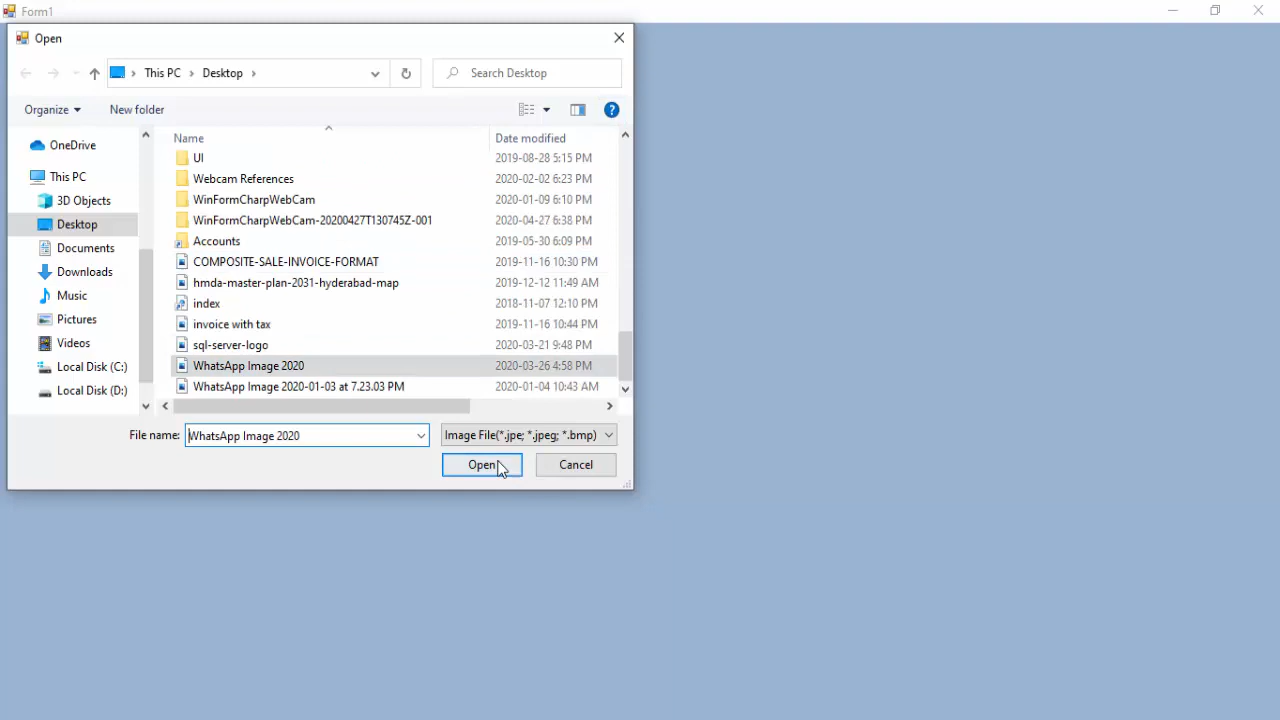 Form1
Open
This PC
Desktop
Search Desktop
Organize
New folder
?
Name
Date modified
OneDrive
This PC
3D Objects
Desktop
Documents
Downloads
Music
Pictures
Videos
Local Disk (C:)
Local Disk (D:)
UI 2019-08-28 5:15 PM
Webcam References 2020-02-02 6:23 PM
WinFormCharpWebCam 2020-01-09 6:10 PM
WinFormCharpWebCam-20200427T130745Z-001 2020-04-27 6:38 PM
Accounts 2019-05-30 6:09 PM
COMPOSITE-SALE-INVOICE-FORMAT 2019-11-16 10:30 PM
hmda-master-plan-2031-hyderabad-map 2019-12-12 11:49 AM
index 2018-11-07 12:10 PM
invoice with tax 2019-11-16 10:44 PM
sql-server-logo 2020-03-21 9:48 PM
WhatsApp Image 2020 2020-03-26 4:58 PM
WhatsApp Image 2020-01-03 at 7.23.03 PM 2020-01-04 10:43 AM
File name: WhatsApp Image 2020
Image File(*.jpe; *.jpeg; *.bmp)
Open
Cancel